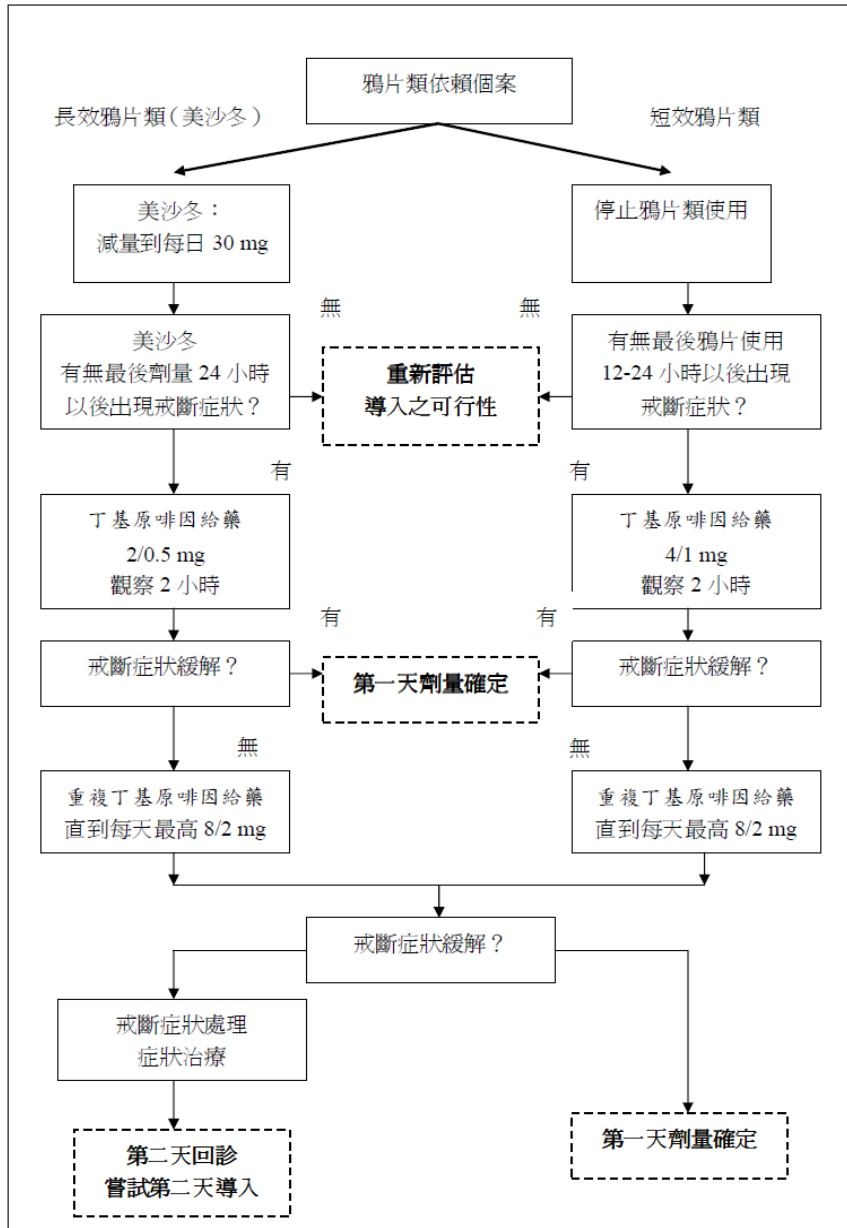 鴉片類依賴個案
長效鴉片類（美沙冬）
短效鴉片類
美沙冬：
減量到每日 30 mg
停止鴉片類使用
無
無
美沙冬
有無最後劑量 24 小時
以後出現戒斷症狀？
重新評估
導入之可行性
有無最後鴉片使用
12-24 小時以後出現
戒斷症狀？
有
有
丁基原啡因給藥
2/0.5 mg
觀察 2 小時
丁基原啡因給藥
4/1 mg
觀察 2 小時
有
有
戒斷症狀緩解？
第一天劑量確定
戒斷症狀緩解？
無
無
重複丁基原啡因給藥
直到每天最高 8/2 mg
重複丁基原啡因給藥
直到每天最高 8/2 mg
戒斷症狀緩解？
戒斷症狀處理
症狀治療
第二天回診
嘗試第二天導入
第一天劑量確定